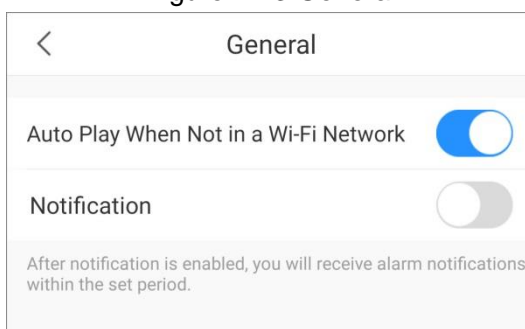 General
Auto Play When Not in a Wi-Fi Network
Notification
After notification is enabled, you will receive alarm notifications
within the set period.